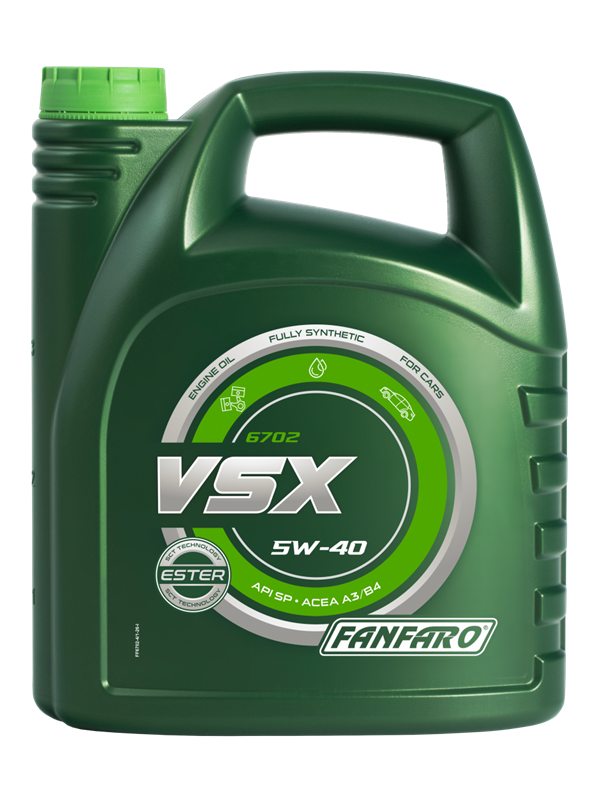 ENGINE OIL FULLY SYNTHETIC FOR CARS
6702
VSX
5W-40
SCT TECHNOLOGY
ESTER
SCT TECHNOLOGY
API SP • ACEA A3/B4
FANFARO®